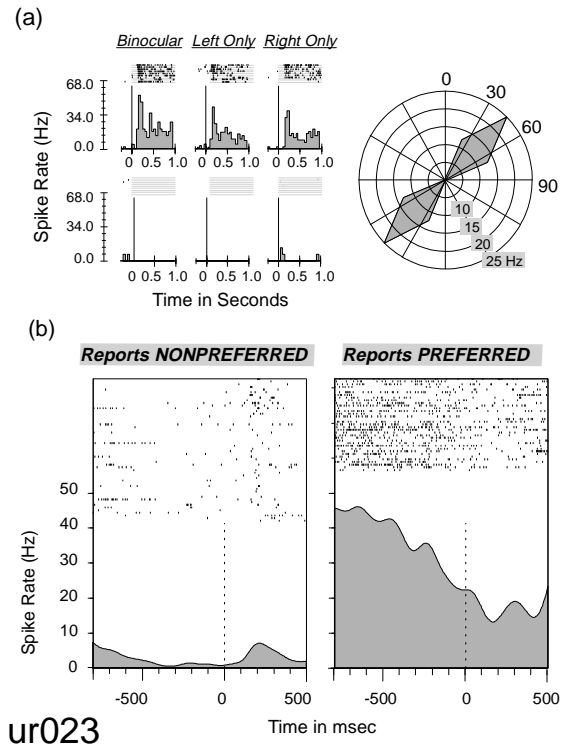 (a)
Binocular Left Only Right Only
Spike Rate (Hz)
68.0
34.0
0.0
0 0.5 1.0 0 0.5 1.0 0 0.5 1.0
68.0
34.0
0.0
0 0.5 1.0 0 0.5 1.0 0 0.5 1.0
Time in Seconds
0
30
60
90
10
15
20
25 Hz
(b)
Reports NONPREFERRED Reports PREFERRED
Spike Rate (Hz)
50
40
30
20
10
0
-500 0 500 -500 0 500
Time in msec
ur023